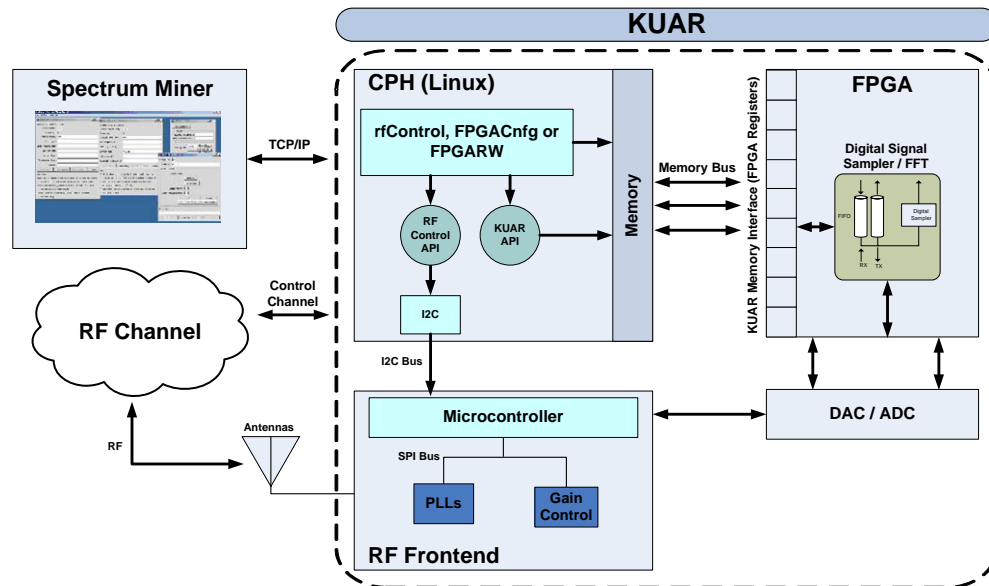 KUAR
Spectrum Miner
TCP/IP
CPH (Linux)
rfControl, FPGACnfg or
FPGARW
RF
Control
API
KUAR
API
I2C
Memory
Memory Bus
KUAR Memory Interface (FPGA Registers)
FPGA
Digital Signal
Sampler / FFT
FIFO
Digital
Sampler
RX
TX
RF Channel
Control
Channel
I2C Bus
Microcontroller
DAC / ADC
Antennas
RF
SPI Bus
PLLs
Gain
Control
RF Frontend